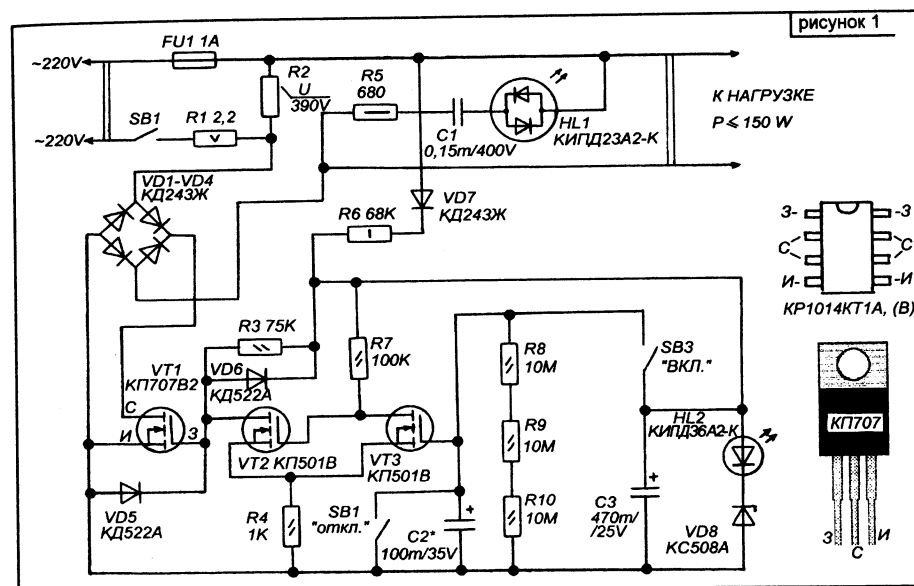 рисунок 1
FU1 1A
~220V
R2
U
390V
R5
680
SB1
R1 2,2
~220V
C1
0,15m/400V
HL1
КИПД23А2-К
К НАГРУЗКЕ
P⩽150 W
VD1-VD4
КД243Ж
VD7
КД243Ж
R6 68K
З-
-З
С
С
И-
-И
КР1014КТ1А, (В)
R3 75K
R7
100K
R8
10M
SB3
"ВКЛ."
VT1
КП707В2
VD6
КД522А
С
И
З
HL2
КИПД36А2-К
КП707
R9
10M
VT2 КП501В
VT3
КП501В
VD5
КД522А
R4
1K
SB1
"откл."
+
C2*
100m/35V
R10
10M
+
C3
470m/
/25V
VD8
КС508А
З
С
И